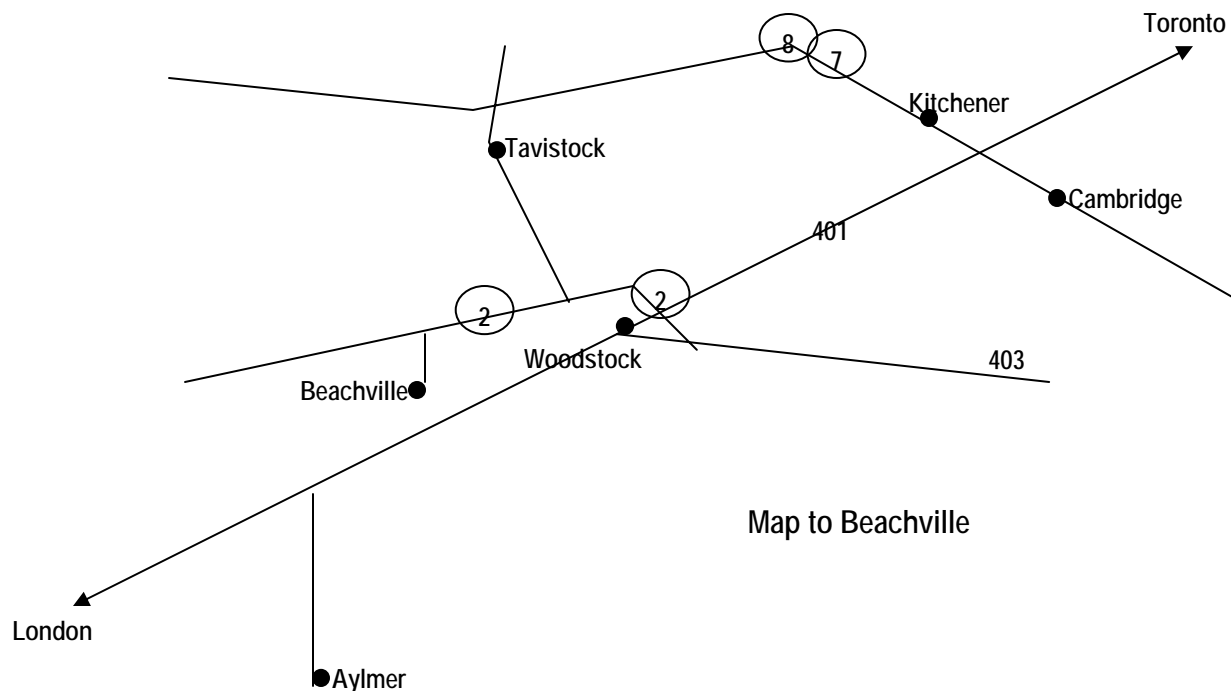 Toronto
8
7
Kitchener
Tavistock
Cambridge
401
2
2
Woodstock
403
Beachville
Map to Beachville
London
Aylmer